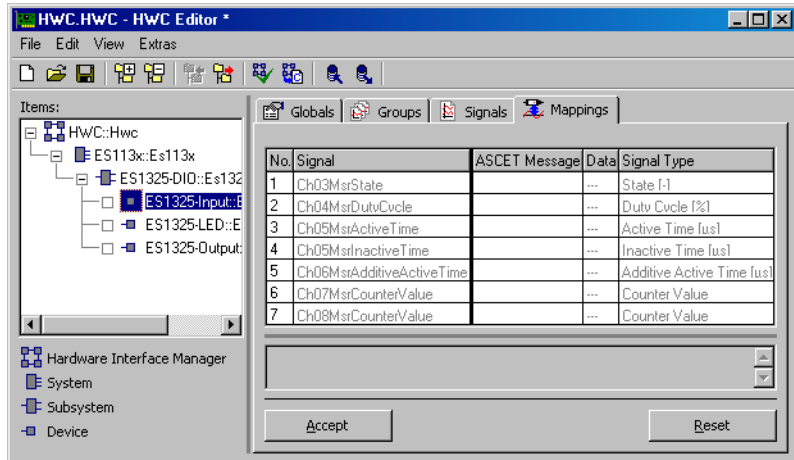 HWC.HWC - HWC Editor *
File Edit View Extras
Items:
HWC::Hwc
ES113x::Es113x
ES1325-DIO::Es132
ES1325-Input::E
ES1325-LED::E
ES1325-Output:
Hardware Interface Manager
System
Subsystem
Device
Globals Groups Signals Mappings
No. Signal ASCET Message Data Signal Type
1 Ch03MsrState --- State [-]
2 Ch04MsrDutyCycle --- Duty Cycle [%]
3 Ch05MsrActiveTime --- Active Time [us]
4 Ch05MsrInactiveTime --- Inactive Time [us]
5 Ch06MsrAdditiveActiveTime --- Additive Active Time [us]
6 Ch07MsrCounterValue --- Counter Value
7 Ch08MsrCounterValue --- Counter Value
Accept Reset